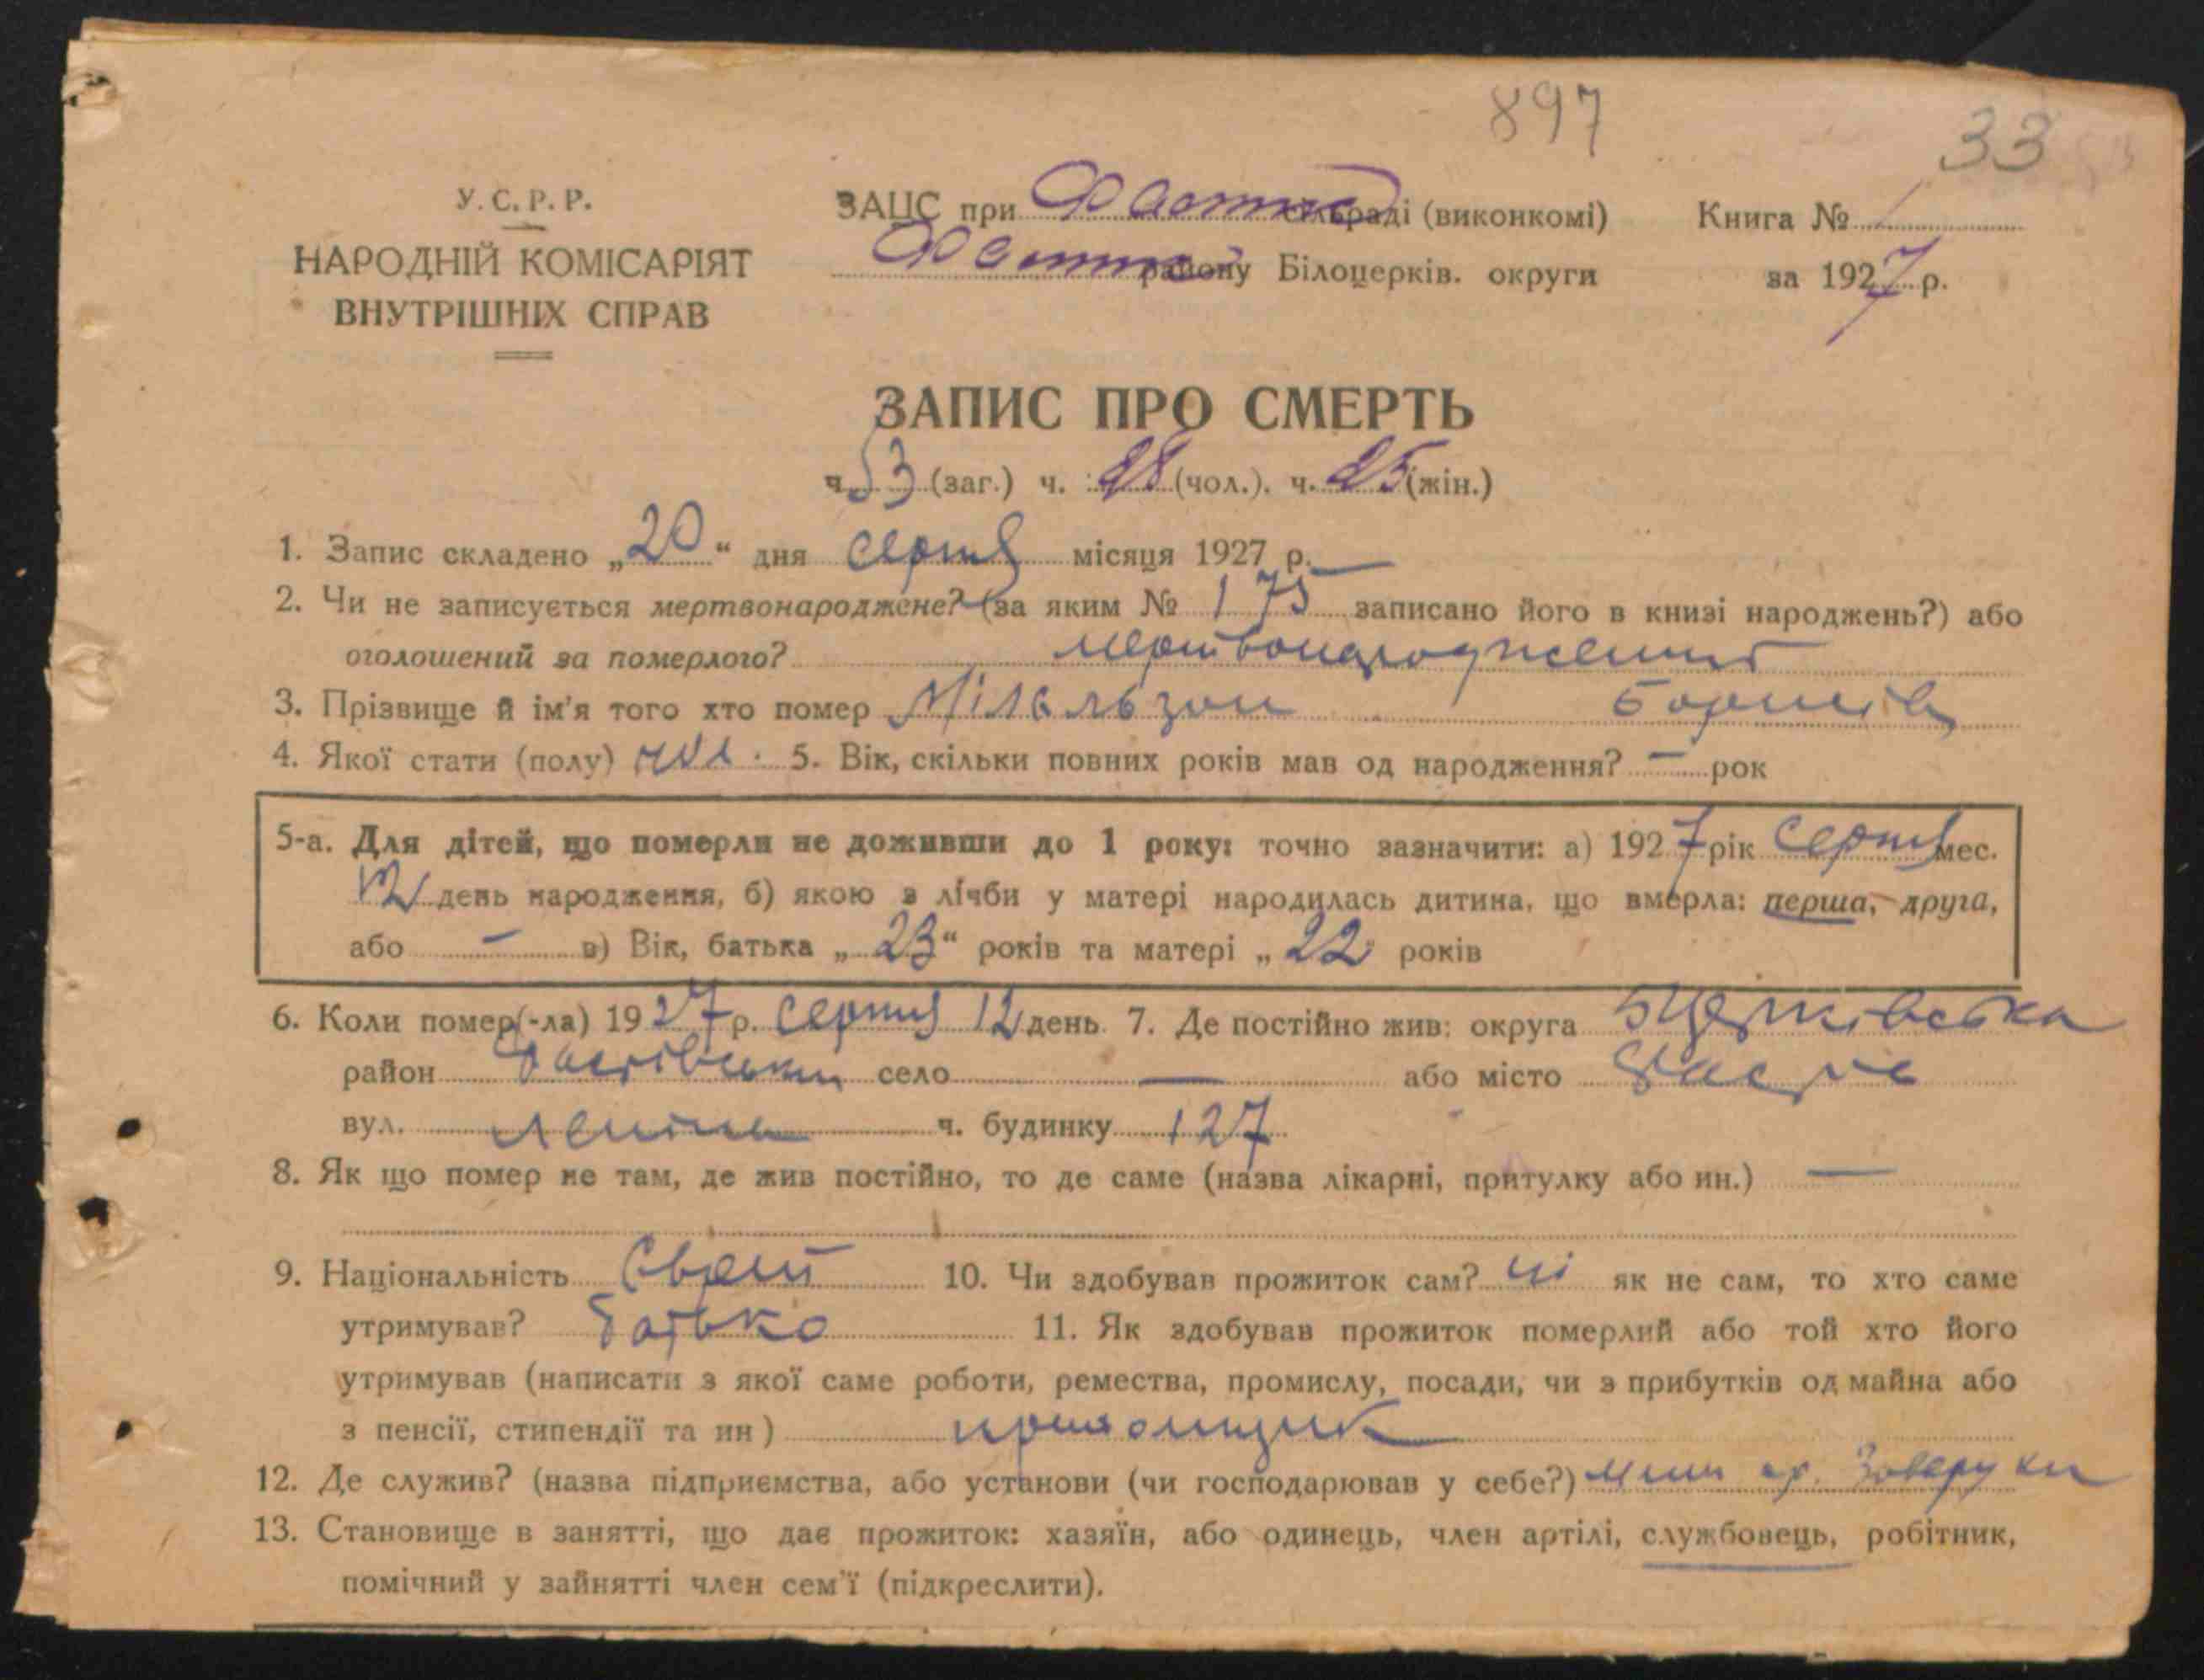 897
33
У.С.Р.Р.
НАРОДНІЙ КОМІСАРІЯТ
ВНУТРІШНІХ СПРАВ
ЗАЦС при сільраді (виконкомі)
району Білоцерків. округи
Книга № 1
за 1927 р.
ЗАПИС ПРО СМЕРТЬ
ч. 53 (заг.) ч. 28 (чол.). ч. 25 (жін.)
1. Запис складено „20“ дня серпня місяця 1927 р.
2. Чи не записується мертвонароджене? (за яким № 175 записано його в книзі народжень?) або
оголошений за померлого? мертвонароджений
3. Прізвище й ім'я того хто помер
4. Якої стати (полу) чол. 5. Вік, скільки повних років мав од народження? — рок
5-а. Для дітей, що померли не доживши до 1 року: точно зазначити: а) 1927 рік серпня мес.
12 день народження, б) якою з лічби у матері народилась дитина, що вмерла: перша, друга,
або — в) Вік, батька „23“ років та матері „22“ років
6. Коли помер(-ла) 1927 р. серпня 12 день 7. Де постійно жив: округа Бцерківська
район Фастівський село — або місто Фастів
вул. Леніна ч. будинку 127
8. Як що помер не там, де жив постійно, то де саме (назва лікарні, притулку або ин.) —
9. Національність Єврей 10. Чи здобував прожиток сам? ні як не сам, то хто саме
утримував? батько 11. Як здобував прожиток померлий або той хто його
утримував (написати з якої саме роботи, ремества, промислу, посади, чи з прибутків од майна або
з пенсії, стипендії та ин)
12. Де служив? (назва підприємства, або установи (чи господарював у себе?)
13. Становище в занятті, що дає прожиток: хазяїн, або одинець, член артілі, службовець, робітник,
помічний у зайнятті член сем'ї (підкреслити).